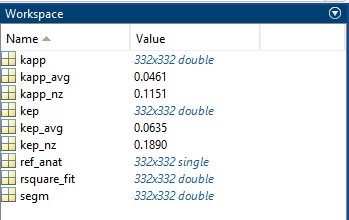 Workspace
Name Value
kapp 332x332 double
kapp_avg 0.0461
kapp_nz 0.1151
kep 332x332 double
kep_avg 0.0635
kep_nz 0.1890
ref_anat 332x332 single
rsquare_fit 332x332 double
segm 332x332 double